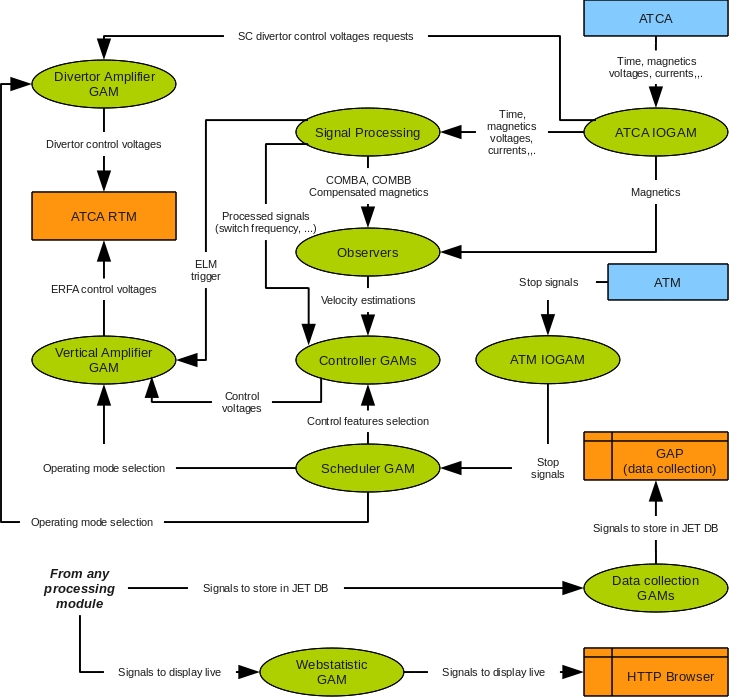 ATCA
SC divertor control voltages requests
Time, magnetics
voltages, currents,,.
Divertor Amplifier
GAM
Signal Processing
Time,
magnetics
voltages,
currents,,.
ATCA IOGAM
Divertor control voltages
COMBA, COMBB
Compensated magnetics
Magnetics
ATCA RTM
Processed signals
(switch frequency, ...)
Observers
ELM
trigger
Stop signals
ATM
ERFA control voltages
Velocity estimations
Vertical Amplifier
GAM
Controller GAMs
ATM IOGAM
Control
voltages
Control features selection
GAP
(data collection)
Operating mode selection
Scheduler GAM
Stop
signals
Operating mode selection
Signals to store in JET DB
From any
processing
module
Signals to store in JET DB
Data collection
GAMs
Signals to display live
Webstatistic
GAM
Signals to display live
HTTP Browser